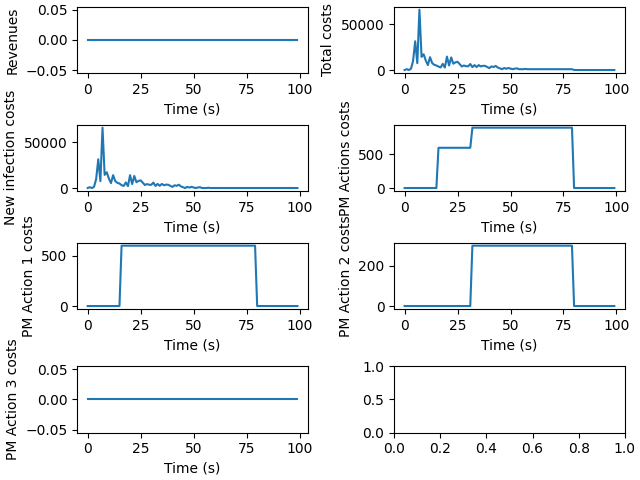 Revenues
0.05
0.00
−0.05
0 25 50 75 100
Time (s)
Total costs
50000
0
0 25 50 75 100
Time (s)
New infection costs
50000
0
0 25 50 75 100
Time (s)
PM Actions costs
500
0
0 25 50 75 100
Time (s)
PM Action 1 costs
500
0
0 25 50 75 100
Time (s)
PM Action 2 costs
200
0
0 25 50 75 100
Time (s)
PM Action 3 costs
0.05
0.00
−0.05
0 25 50 75 100
Time (s)
1.0
0.5
0.0
0.0 0.2 0.4 0.6 0.8 1.0